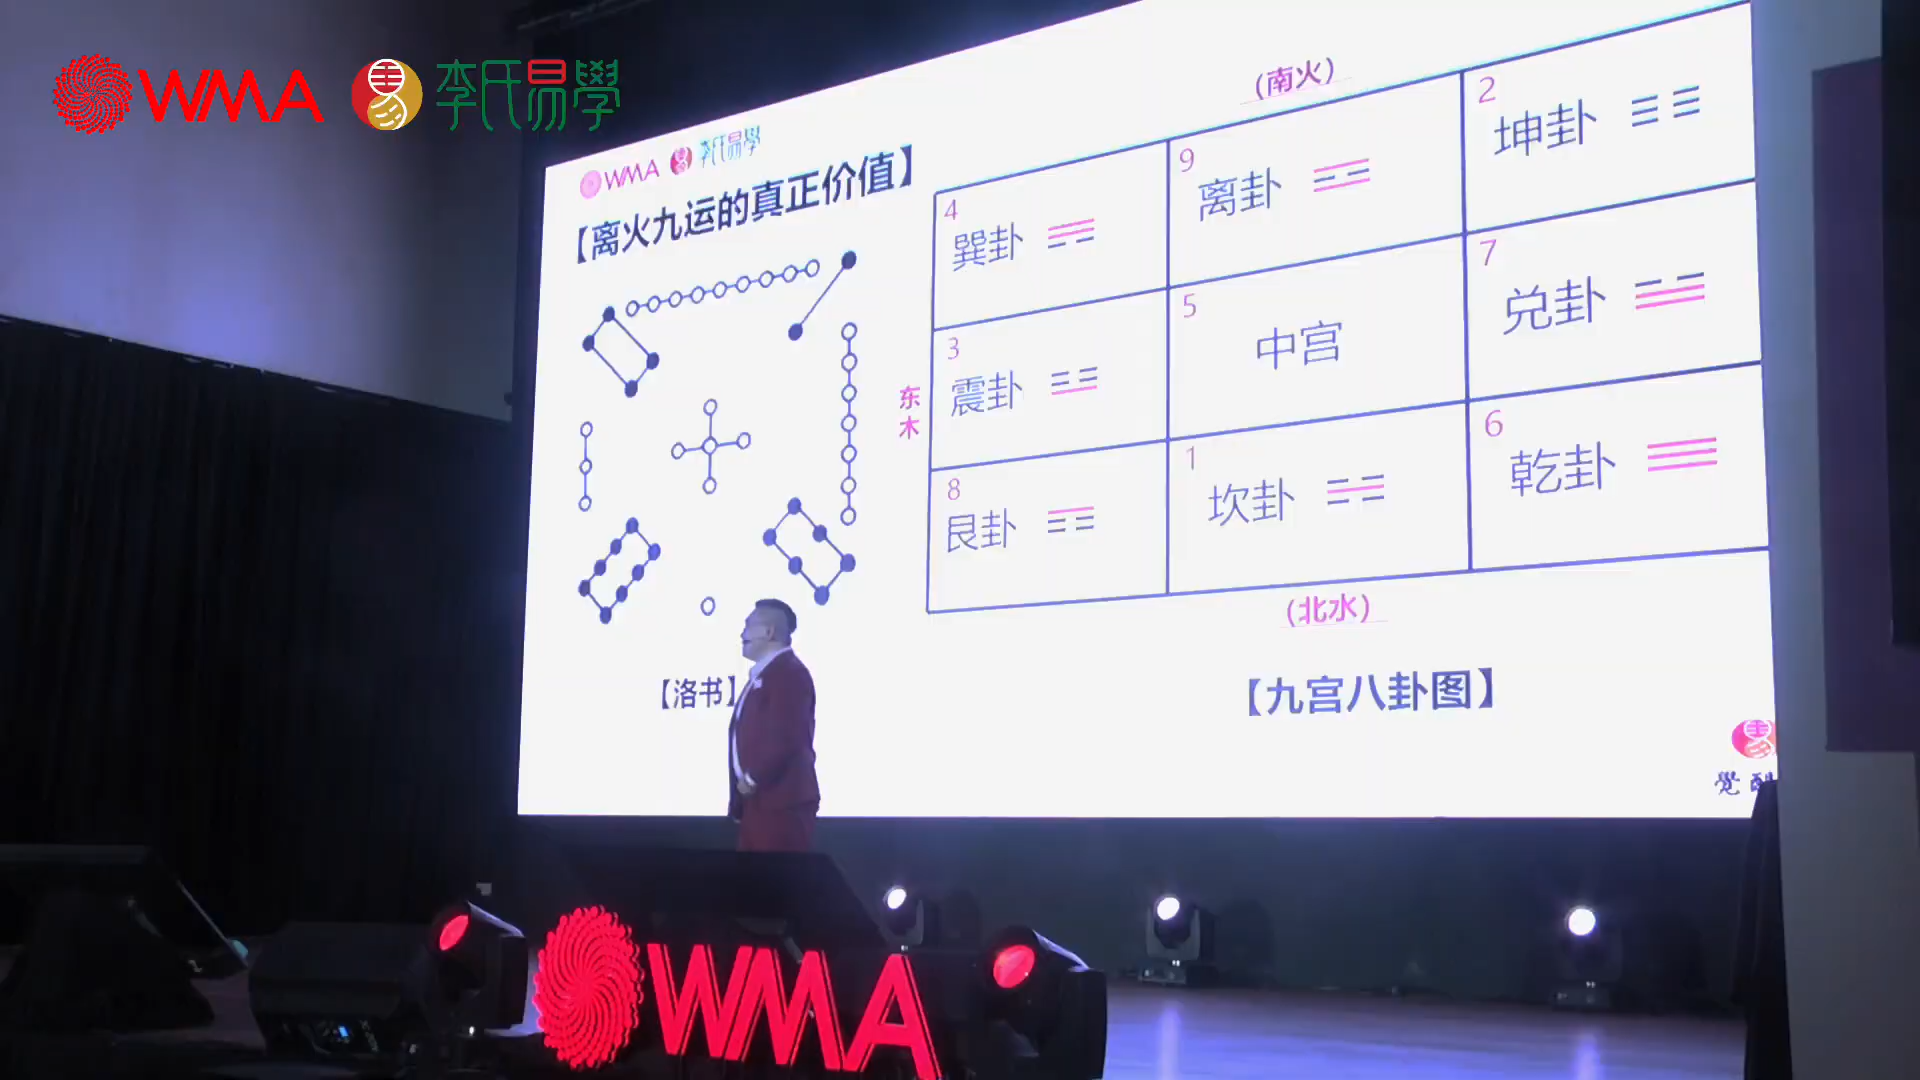 WMA 李氏易學
WMA 李氏易學
【离火九运的真正价值】
(南火)
4
巽卦
9
离卦
2
坤卦
东
木
3
震卦
5
中宫
7
兑卦
8
艮卦
1
坎卦
6
乾卦
(北水)
【洛书】
【九宫八卦图】
覺
WMA